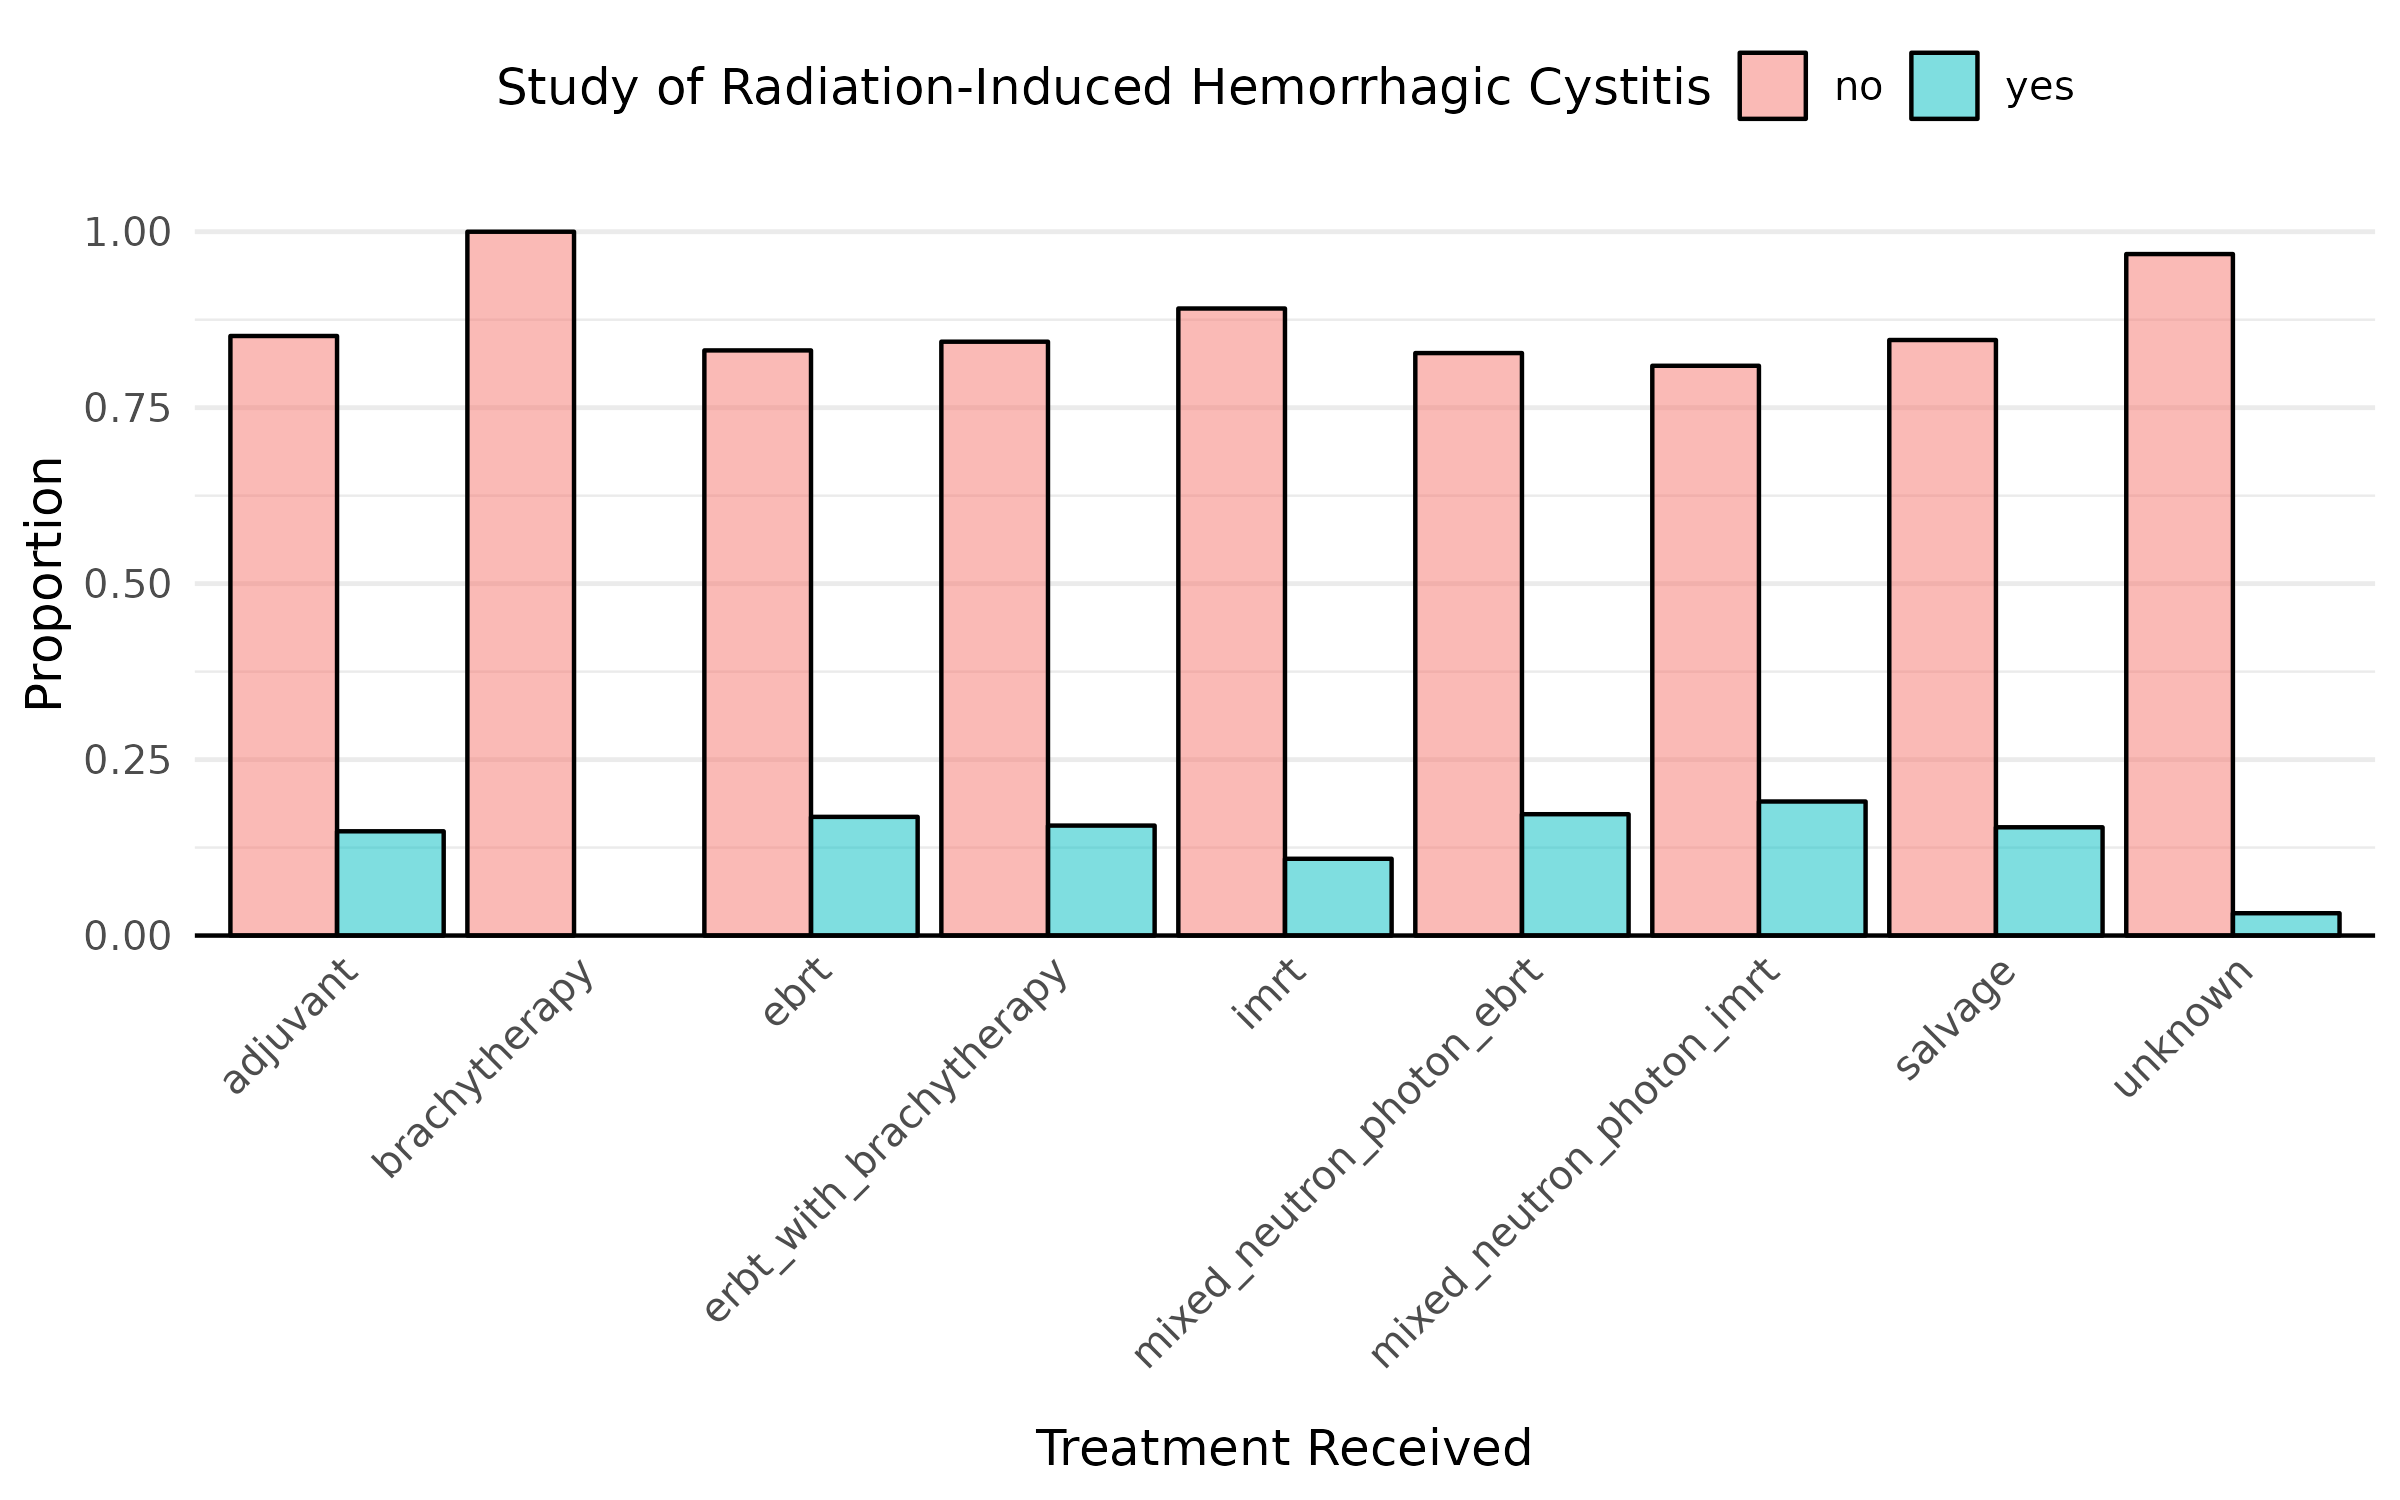 Study of Radiation-Induced Hemorrhagic Cystitis no yes
1.00
0.75
0.50
0.25
0.00
Proportion
adjuvant
brachytherapy
ebrt
erbt_with_brachytherapy
imrt
mixed_neutron_photon_ebrt
mixed_neutron_photon_imrt
salvage
unknown
Treatment Received